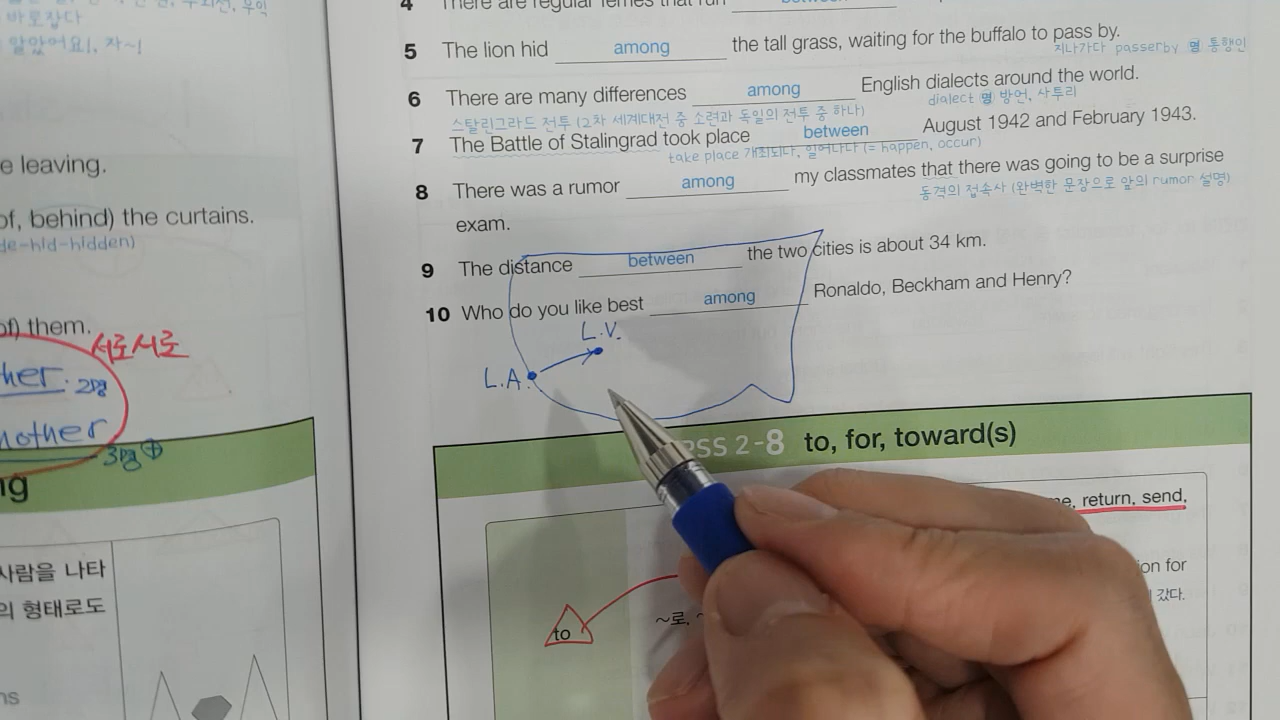 바로잡다
알았어요!, 자~!
e leaving.
of, behind) the curtains.
de-hid-hidden)
of) them.
서로서로
her. 2명
nother
3명 ⊕
ng
사람을 나타
의 형태로도
ns
4 There are regular ferries that run between
5 The lion hid among the tall grass, waiting for the buffalo to pass by.
지나가다 passerby 명 통행인
6 There are many differences among English dialects around the world.
dialect 명 방언, 사투리
스탈린그라드 전투 (2차 세계대전 중 소련과 독일의 전투 중 하나)
7 The Battle of Stalingrad took place between August 1942 and February 1943.
take place 개최되다, 일어나다 (= happen, occur)
8 There was a rumor among my classmates that there was going to be a surprise
동격의 접속사 (완벽한 문장으로 앞의 rumor 설명)
exam.
9 The distance between the two cities is about 34 km.
10 Who do you like best among Ronaldo, Beckham and Henry?
L.V.
L.A.
PSS 2-8 to, for, toward(s)
e, return, send,
ion for
갔다.
to
~로,